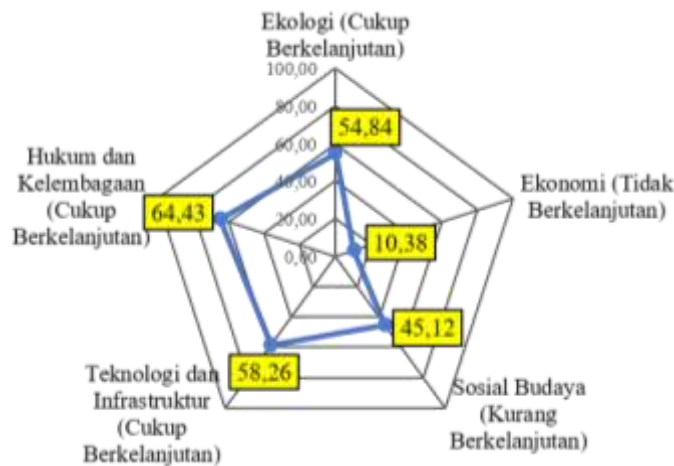 Ekologi (Cukup
Berkelanjutan)
100,00
80,00
60,00
40,00
20,00
0,00
54,84
Ekonomi (Tidak
Berkelanjutan)
10,38
45,12
Sosial Budaya
(Kurang
Berkelanjutan)
58,26
Teknologi dan
Infrastruktur
(Cukup
Berkelanjutan)
64,43
Hukum dan
Kelembagaan
(Cukup
Berkelanjutan)